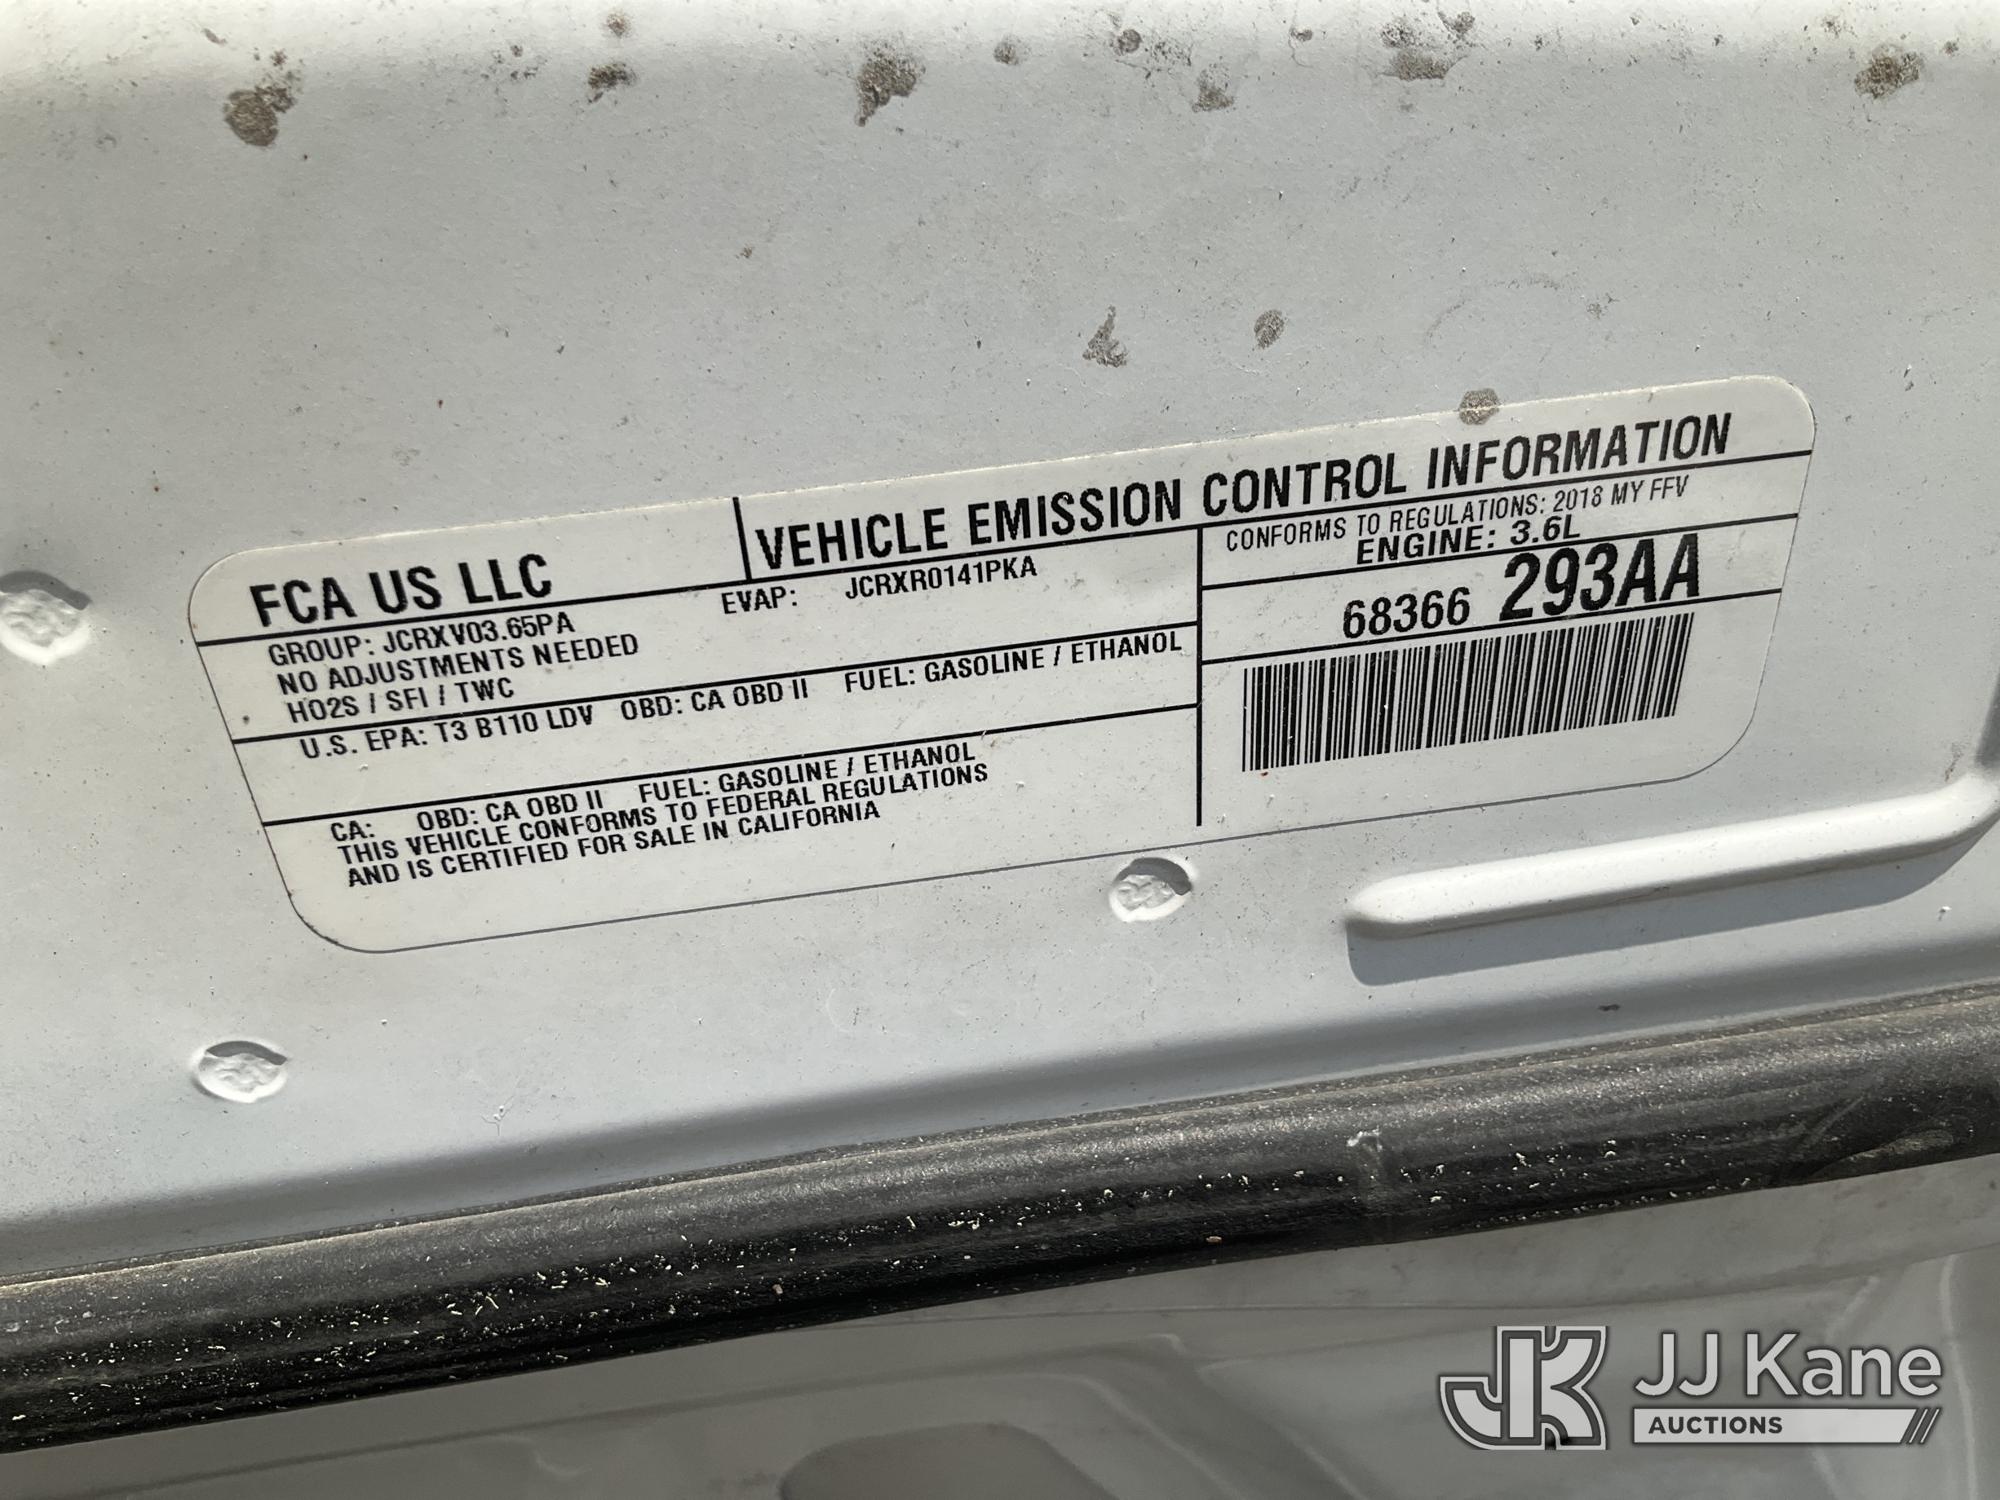 FCA US LLC
VEHICLE EMISSION CONTROL INFORMATION
GROUP: JCRXV03.65PA
EVAP: JCRXR0141PKA
NO ADJUSTMENTS NEEDED
HO2S / SFI / TWC
U.S. EPA: T3 B110 LDV OBD: CA OBD II FUEL: GASOLINE / ETHANOL
CA: OBD: CA OBD II FUEL: GASOLINE / ETHANOL
THIS VEHICLE CONFORMS TO FEDERAL REGULATIONS
AND IS CERTIFIED FOR SALE IN CALIFORNIA
CONFORMS TO REGULATIONS: 2018 MY FFV
ENGINE: 3.6L
68366 293AA
JK JJ Kane
AUCTIONS